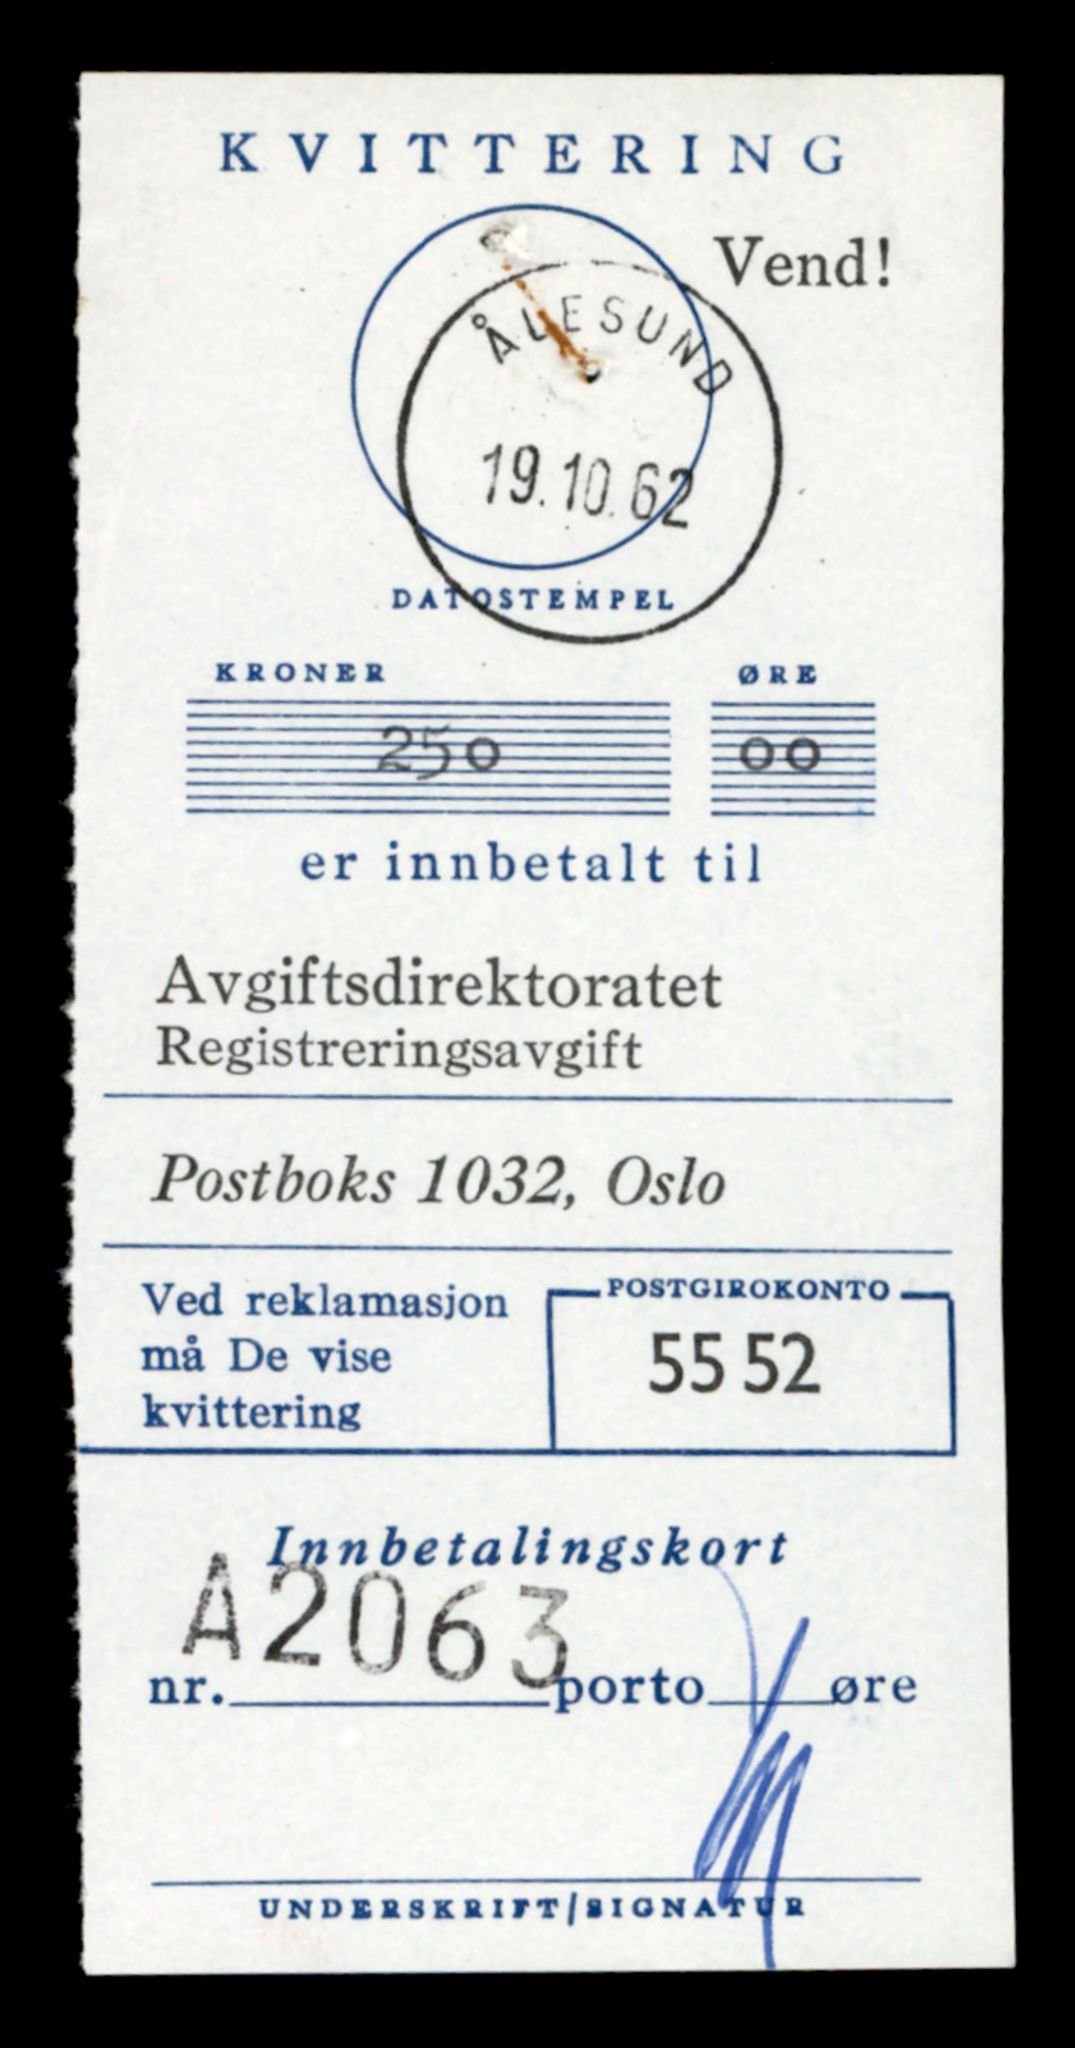 KVITTERING
Vend!
ÅLESUND
19.10.62
DATOSTEMPEL
KRONER ØRE
250 00
er innbetalt til
Avgiftsdirektoratet
Registreringsavgift
Postboks 1032, Oslo
Ved reklamasjon
må De vise
kvittering
POSTGIROKONTO
55 52
Innbetalingskort
A2063
nr. porto øre
UNDERSKRIFT/SIGNATUR